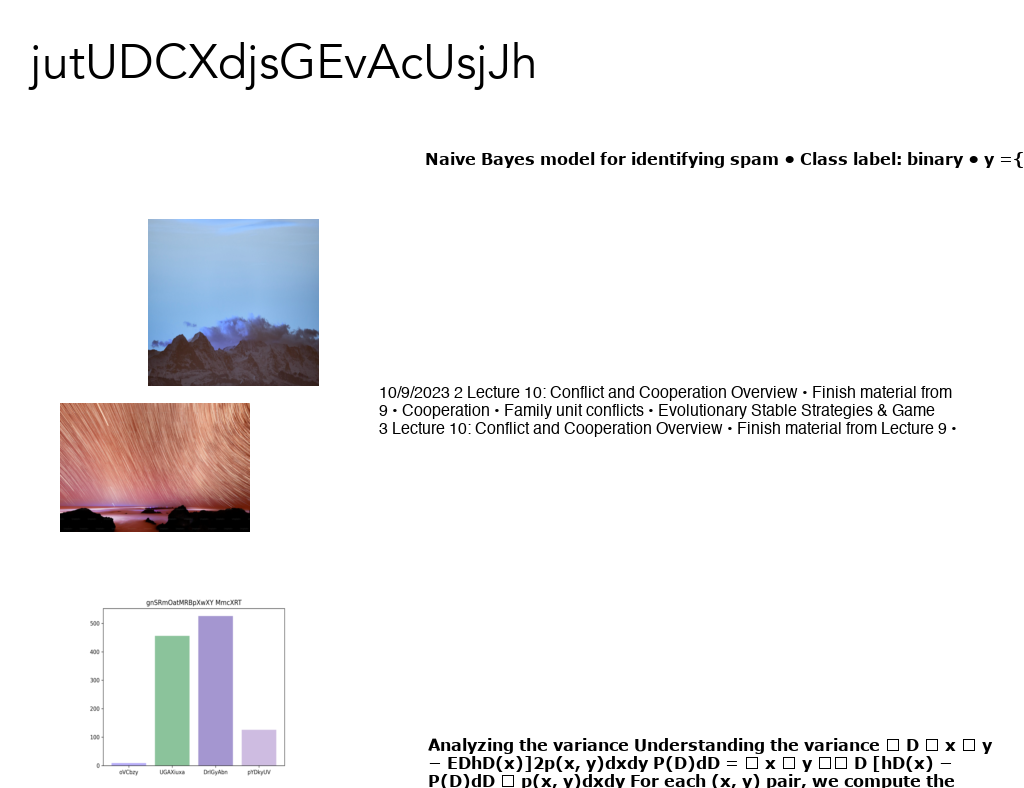 jutUDCXdjsGEvAcUsjJh
Naive Bayes model for identifying spam • Class label: binary • y ={
10/9/2023 2 Lecture 10: Conflict and Cooperation Overview • Finish material from
9 • Cooperation • Family unit conflicts • Evolutionary Stable Strategies & Game
3 Lecture 10: Conflict and Cooperation Overview • Finish material from Lecture 9 •
gnSRmOatMRBpXwXY MmcXRT
500
400
300
200
100
0
oVCbzy UGAXiuxa DrlGyAbn pYDkyUV
Analyzing the variance Understanding the variance □ D □ x □ y
− EDhD(x)]2p(x, y)dxdy P(D)dD = □ x □ y □□ D [hD(x) −
P(D)dD □ p(x, y)dxdy For each (x, y) pair, we compute the